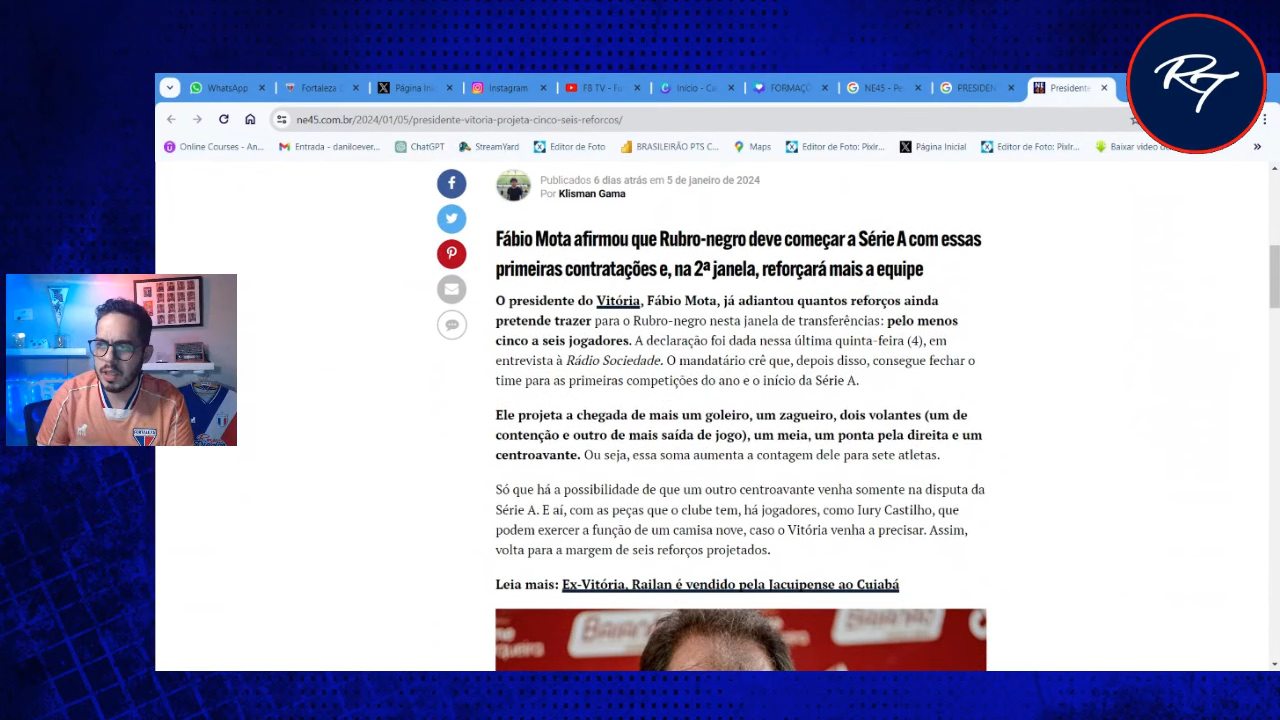 WhatsApp
Fortaleza
Página Ini
Instagram
F8 TV - Fo
Início - Ca
FORMAÇÃ
NE45 - Pe
PRESIDEN
Presidente
ne45.com.br/2024/01/05/presidente-vitoria-projeta-cinco-seis-reforcos/
RT
Online Courses - An...
Entrada - daniloever...
ChatGPT
StreamYard
Editor de Foto
BRASILEIRÃO PTS C...
Maps
Editor de Foto: Pixlr...
Página Inicial
Editor de Foto: Pixlr...
Baixar video d
Publicados 6 dias atrás em 5 de janeiro de 2024
Por Klisman Gama
Fábio Mota afirmou que Rubro-negro deve começar a Série A com essas
primeiras contratações e, na 2ª janela, reforçará mais a equipe
O presidente do Vitória, Fábio Mota, já adiantou quantos reforços ainda
pretende trazer para o Rubro-negro nesta janela de transferências: pelo menos
cinco a seis jogadores. A declaração foi dada nessa última quinta-feira (4), em
entrevista à Rádio Sociedade. O mandatário crê que, depois disso, consegue fechar o
time para as primeiras competições do ano e o início da Série A.
Ele projeta a chegada de mais um goleiro, um zagueiro, dois volantes (um de
contenção e outro de mais saída de jogo), um meia, um ponta pela direita e um
centroavante. Ou seja, essa soma aumenta a contagem dele para sete atletas.
Só que há a possibilidade de que um outro centroavante venha somente na disputa da
Série A. E aí, com as peças que o clube tem, há jogadores, como Iury Castilho, que
podem exercer a função de um camisa nove, caso o Vitória venha a precisar. Assim,
volta para a margem de seis reforços projetados.
Leia mais: Ex-Vitória, Railan é vendido pela Jacuipense ao Cuiabá